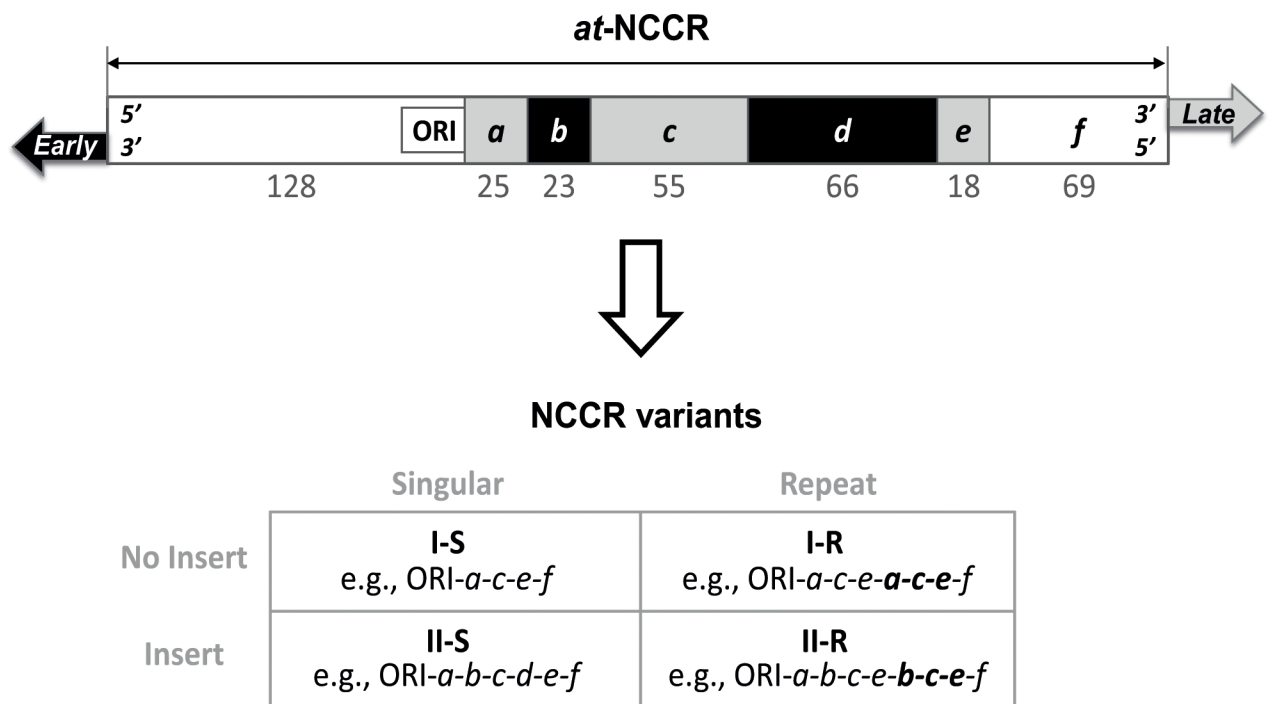 at-NCCR
5’ 3’
ORI a b c d e f
Early 3’ 5’ Late
128 25 23 55 66 18 69
NCCR variants
Singular Repeat
I-S I-R
No Insert
e.g., ORI-a-c-e-f e.g., ORI-a-c-e-a-c-e-f
II-S II-R
Insert
e.g., ORI-a-b-c-d-e-f e.g., ORI-a-b-c-e-b-c-e-f